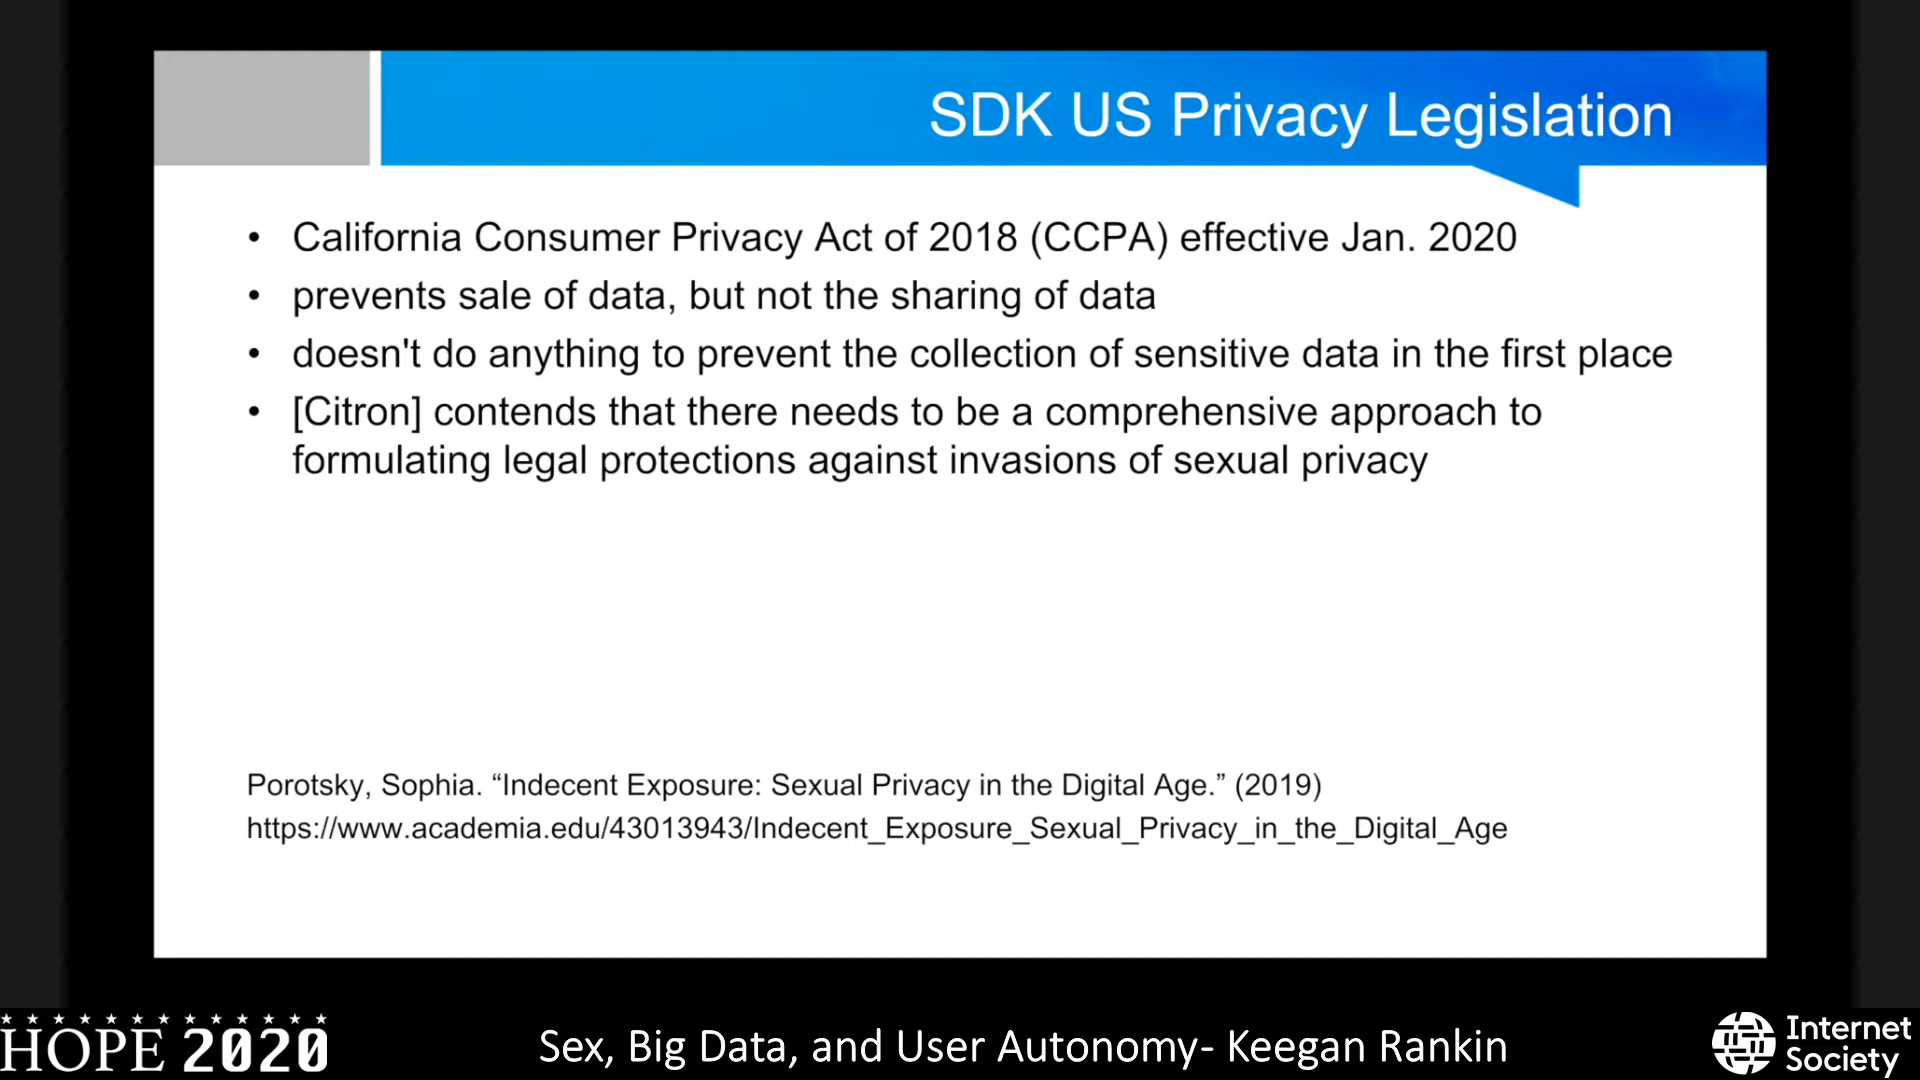 SDK US Privacy Legislation
• California Consumer Privacy Act of 2018 (CCPA) effective Jan. 2020
• prevents sale of data, but not the sharing of data
• doesn't do anything to prevent the collection of sensitive data in the first place
• [Citron] contends that there needs to be a comprehensive approach to
formulating legal protections against invasions of sexual privacy
Porotsky, Sophia. “Indecent Exposure: Sexual Privacy in the Digital Age.” (2019)
https://www.academia.edu/43013943/Indecent_Exposure_Sexual_Privacy_in_the_Digital_Age
HOPE 2020
Sex, Big Data, and User Autonomy- Keegan Rankin
Internet
Society